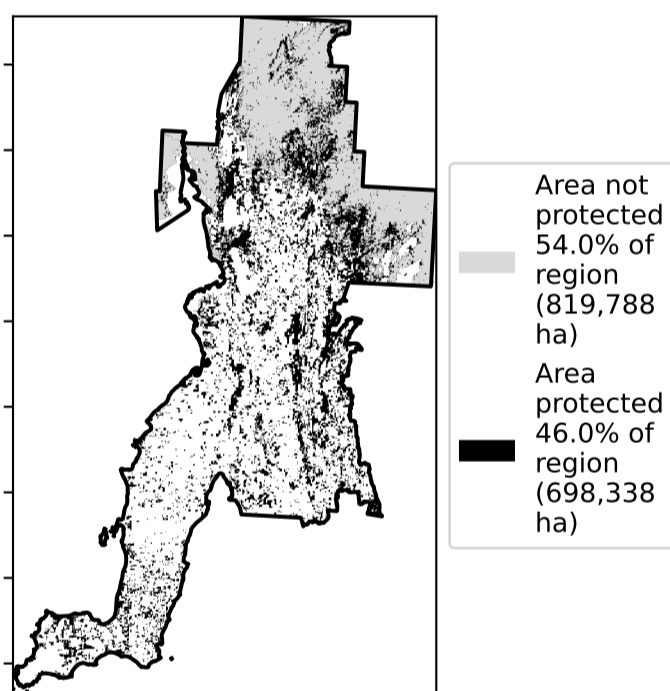 Area not
protected
54.0% of
region
(819,788
ha)
Area
protected
46.0% of
region
(698,338
ha)